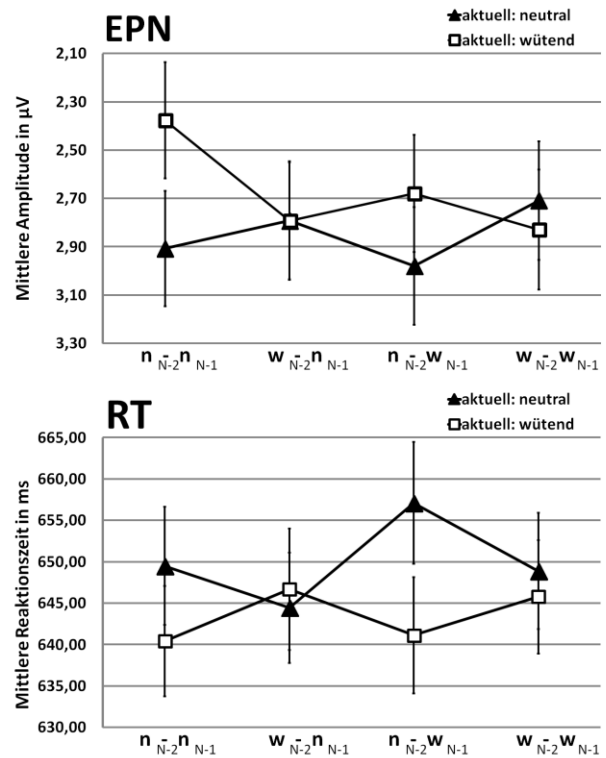 EPN
aktuell: neutral
aktuell: wütend
Mittlere Amplitude in µV
2,10
2,30
2,50
2,70
2,90
3,10
3,30
n N-2 - n N-1
w N-2 - n N-1
n N-2 - w N-1
w N-2 - w N-1
RT
aktuell: neutral
aktuell: wütend
Mittlere Reaktionszeit in ms
665,00
660,00
655,00
650,00
645,00
640,00
635,00
630,00
n N-2 - n N-1
w N-2 - n N-1
n N-2 - w N-1
w N-2 - w N-1